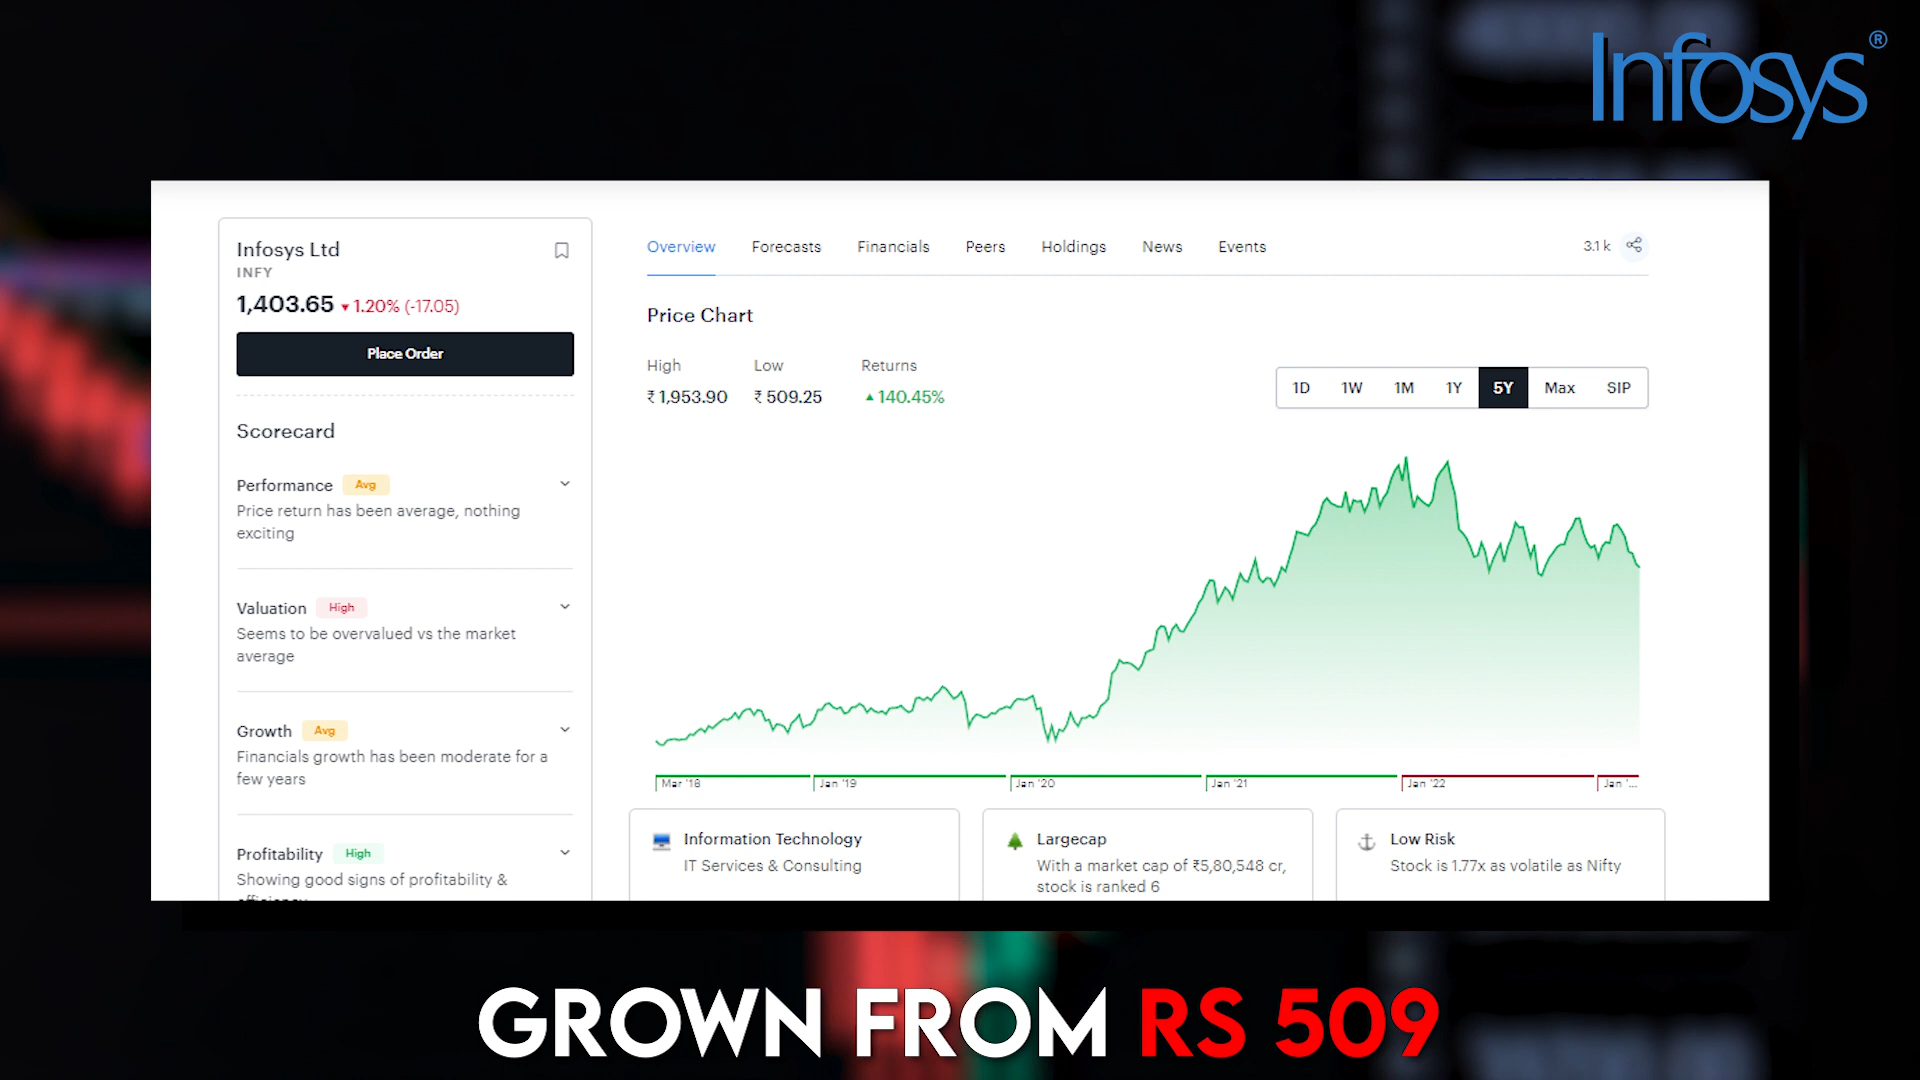 Infosys®
Infosys Ltd
INFY
1,403.65 ▾ 1.20% (-17.05)
Place Order
Scorecard
Performance Avg
Price return has been average, nothing
exciting
Valuation High
Seems to be overvalued vs the market
average
Growth Avg
Financials growth has been moderate for a
few years
Profitability High
Showing good signs of profitability &
efficiency
Overview Forecasts Financials Peers Holdings News Events 3.1 k
Price Chart
High Low Returns
₹ 1,953.90 ₹ 509.25 ▲ 140.45%
1D 1W 1M 1Y 5Y Max SIP
Mar '18 Jan '19 Jan '20 Jan '21 Jan '22 Jan '...
Information Technology
IT Services & Consulting
Largecap
With a market cap of ₹5,80,548 cr,
stock is ranked 6
Low Risk
Stock is 1.77x as volatile as Nifty
GROWN FROM RS 509